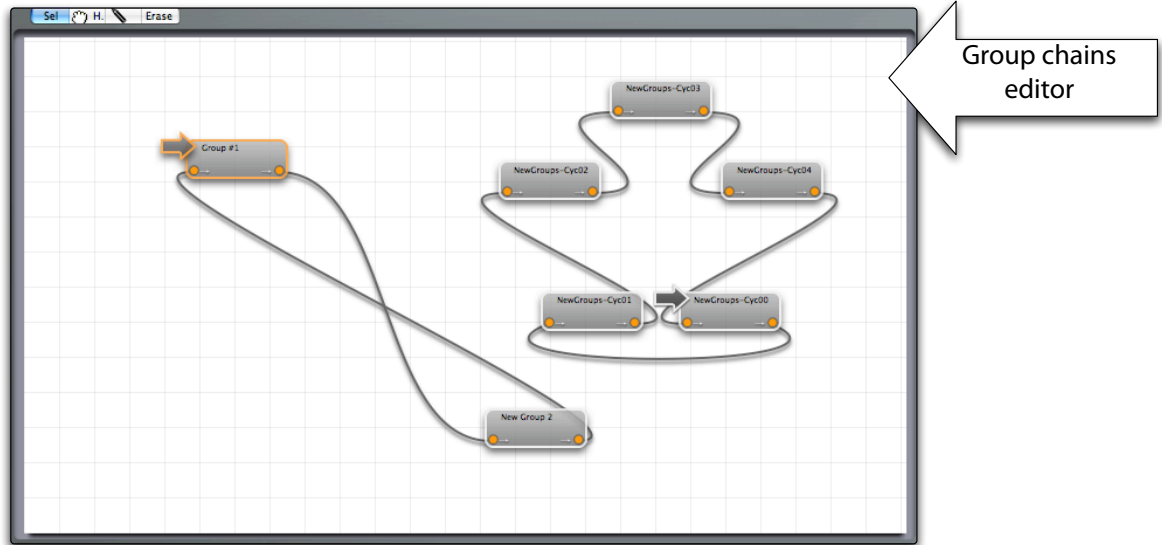 Sel H. Erase
Group chains
editor
NewGroups-Cyc03
Group #1
NewGroups-Cyc02
NewGroups-Cyc04
NewGroups-Cyc01
NewGroups-Cyc00
New Group 2